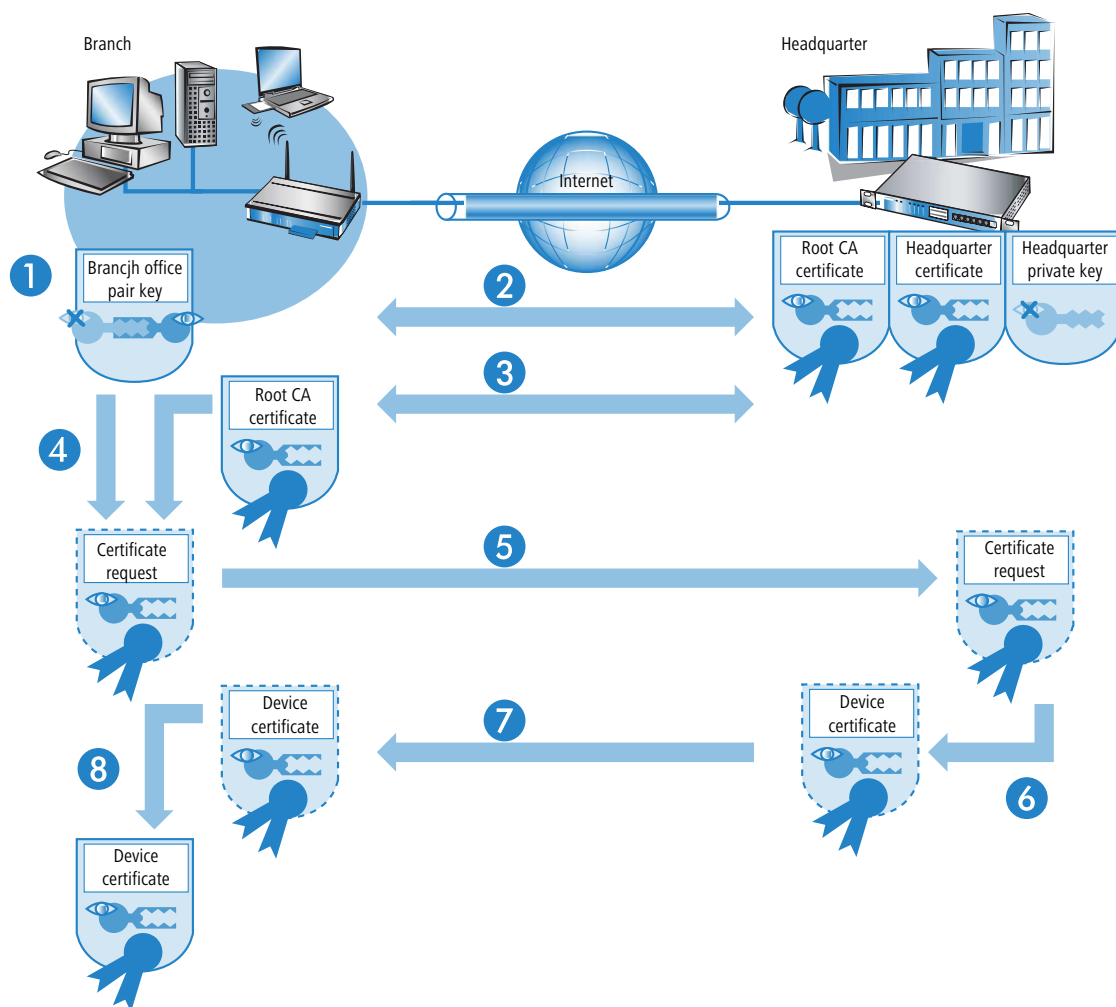 Branch
Headquarter
Internet
1
Brancjh office
pair key
2
Root CA
certificate
Headquarter
certificate
Headquarter
private key
3
Root CA
certificate
4
Certificate
request
5
Certificate
request
Device
certificate
7
Device
certificate
8
6
Device
certificate